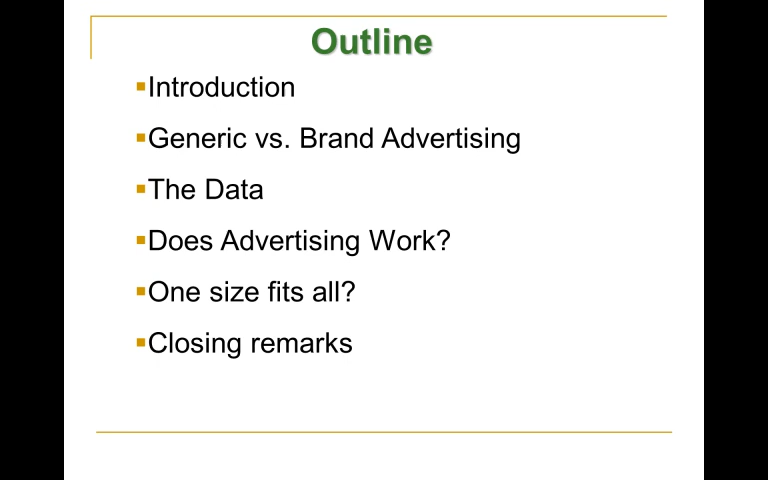 Outline
Introduction
Generic vs. Brand Advertising
The Data
Does Advertising Work?
One size fits all?
Closing remarks